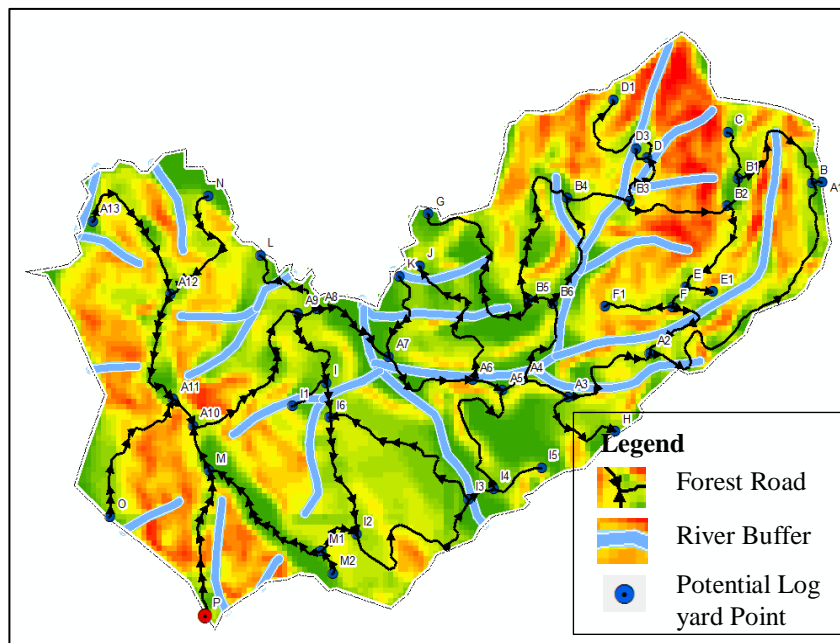 D1
C
D3
D
B1
B
A1
B4
B3
B2
N
A13
G
L
J
K
E
E1
A12
B5
B6
F1
F
A9
A8
A7
A2
A4
A6
A5
A3
I
I1
I6
A11
A10
H
M
I5
I4
I3
O
I2
M1
M2
P
Legend
Forest Road
River Buffer
Potential Log
yard Point